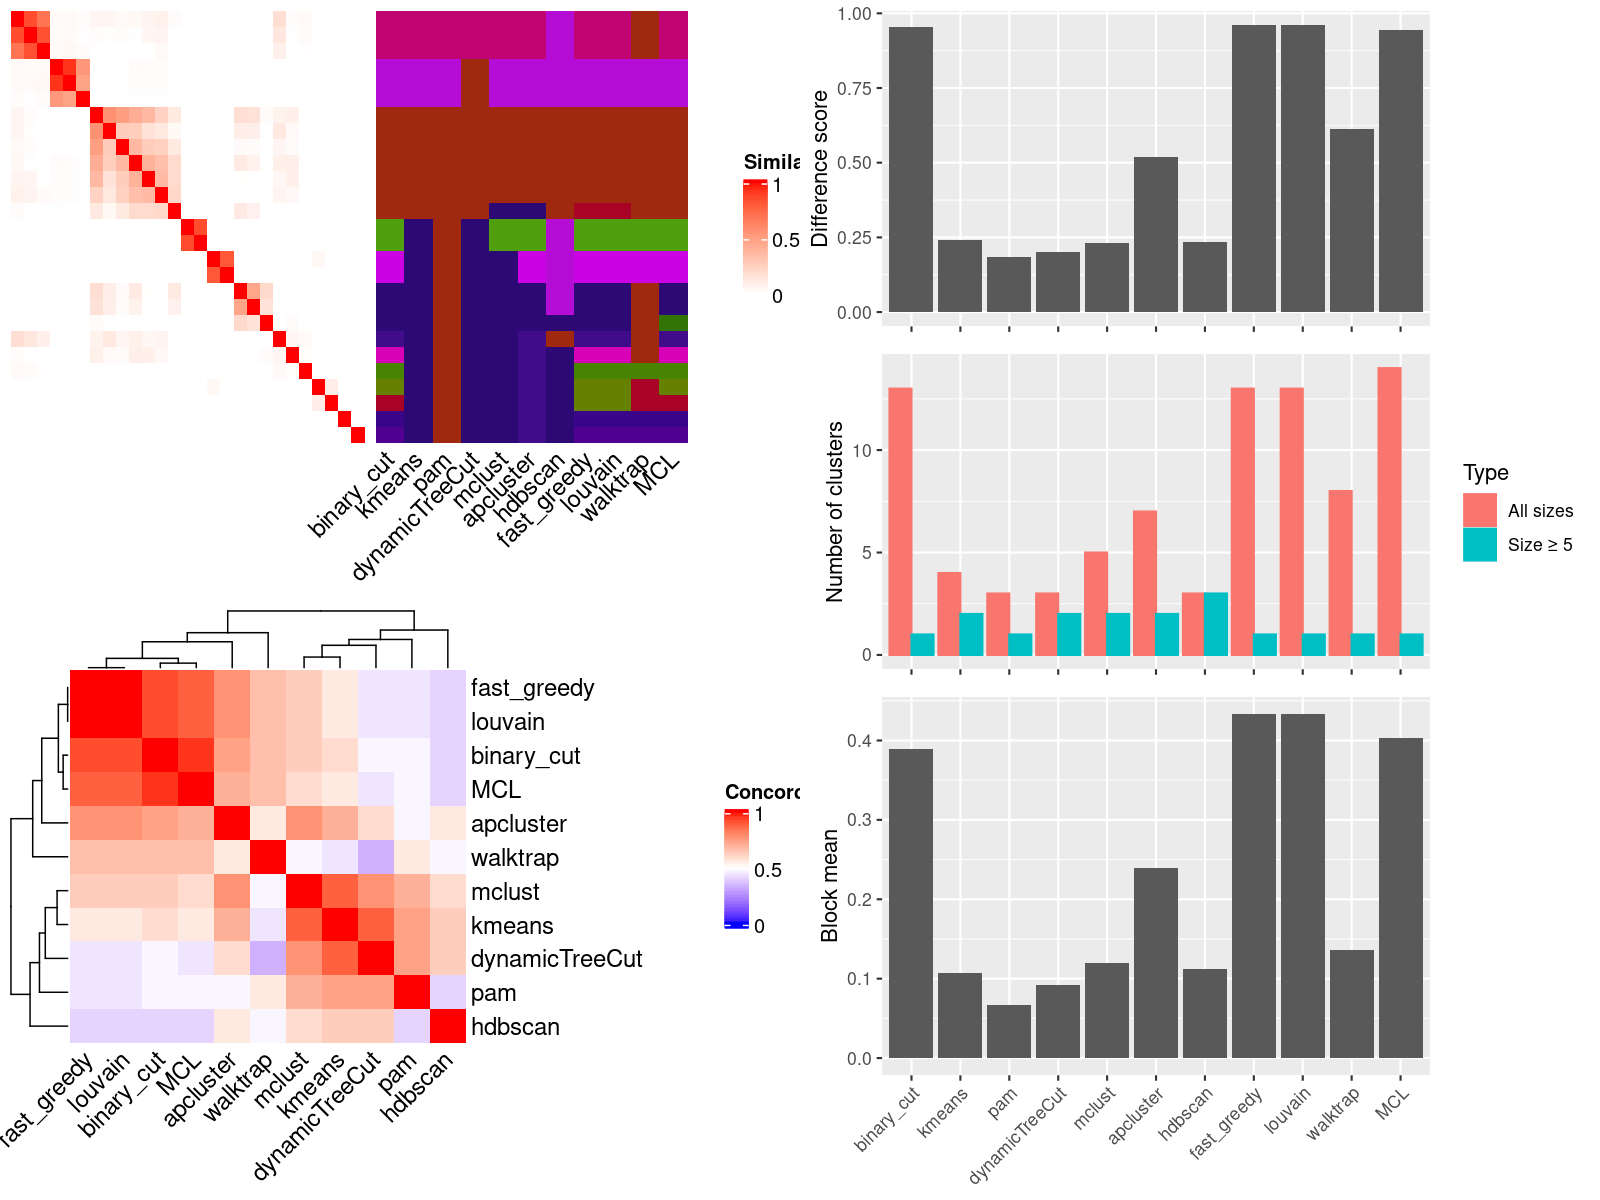 Simila
1
0.5
0
binary_cut
kmeans
pam
dynamicTreeCut
mclust
apcluster
hdbscan
fast_greedy
louvain
walktrap
MCL
fast_greedy
louvain
binary_cut
MCL
apcluster
walktrap
mclust
kmeans
dynamicTreeCut
pam
hdbscan
fast_greedy
louvain
binary_cut
MCL
apcluster
walktrap
mclust
kmeans
dynamicTreeCut
pam
hdbscan
Concord
1
0.5
0
Difference score
1.00
0.75
0.50
0.25
0.00
Number of clusters
10
5
0
Type
All sizes
Size ≥ 5
Block mean
0.4
0.3
0.2
0.1
0.0
binary_cut
kmeans
pam
dynamicTreeCut
mclust
apcluster
hdbscan
fast_greedy
louvain
walktrap
MCL